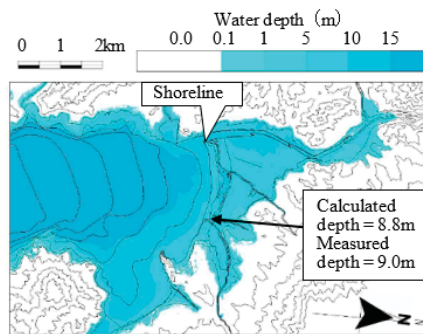 Water depth (m)
0 1 2km
0.0 0.1 1 5 10 15
Shoreline
Calculated
depth = 8.8m
Measured
depth = 9.0m
N